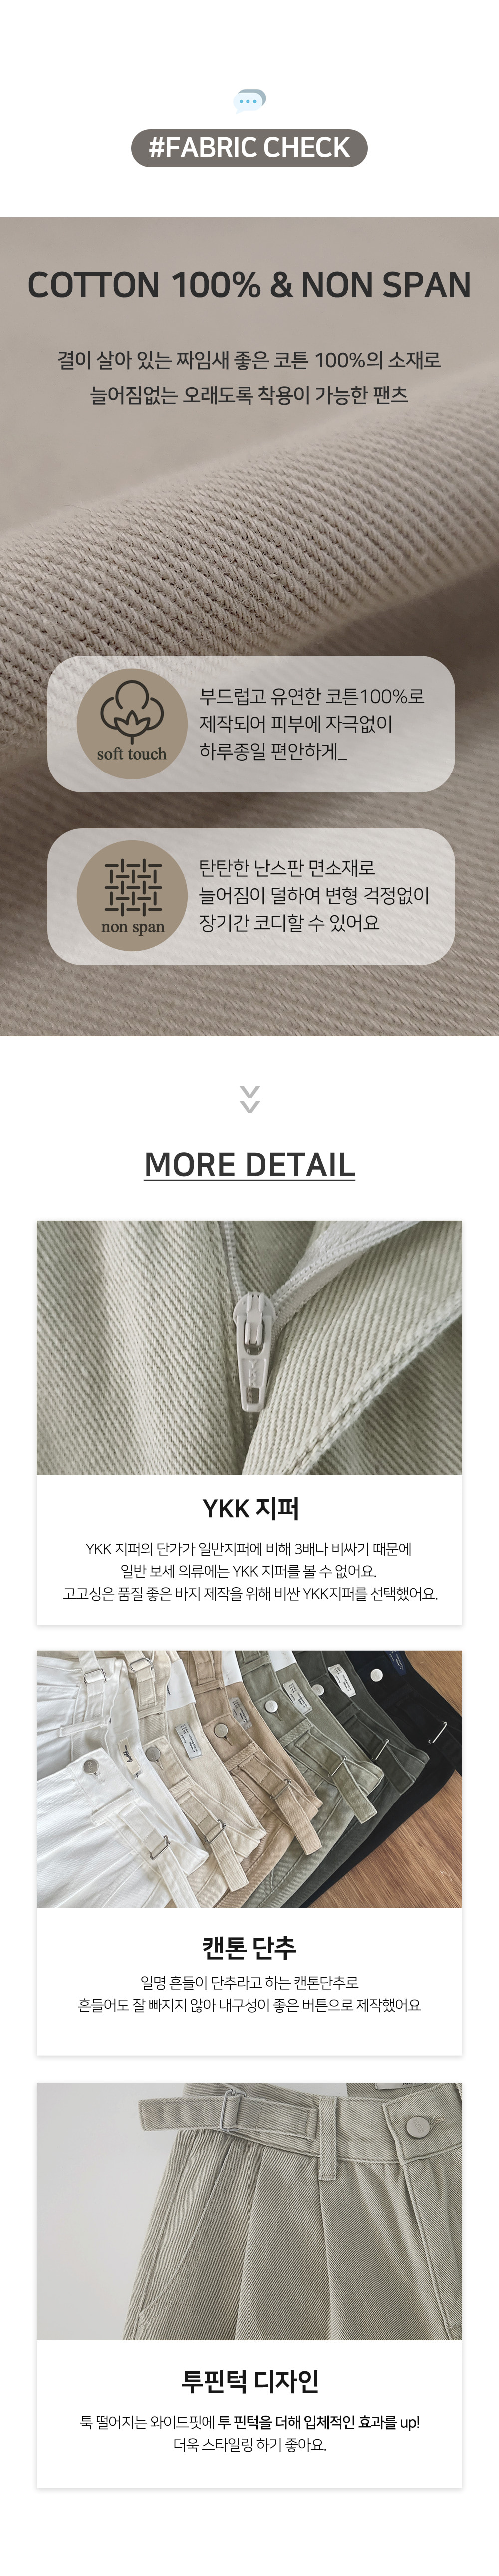 #FABRIC CHECK
COTTON 100% & NON SPAN
결이 살아 있는 짜임새 좋은 코튼 100%의 소재로
늘어짐없는 오래도록 착용이 가능한 팬츠
부드럽고 유연한 코튼100%로
제작되어 피부에 자극없이
하루종일 편안하게_
soft touch
탄탄한 난스판 면소재로
늘어짐이 덜하여 변형 걱정없이
장기간 코디할 수 있어요
non span
MORE DETAIL
YKK 지퍼
YKK 지퍼의 단가가 일반지퍼에 비해 3배나 비싸기 때문에
일반 보세 의류에는 YKK 지퍼를 볼 수 없어요.
고고싱은 품질 좋은 바지 제작을 위해 비싼 YKK지퍼를 선택했어요.
캔톤 단추
일명 흔들이 단추라고 하는 캔톤단추로
흔들어도 잘 빠지지 않아 내구성이 좋은 버튼으로 제작했어요
투핀턱 디자인
툭 떨어지는 와이드핏에 투 핀턱을 더해 입체적인 효과를 up!
더욱 스타일링 하기 좋아요.